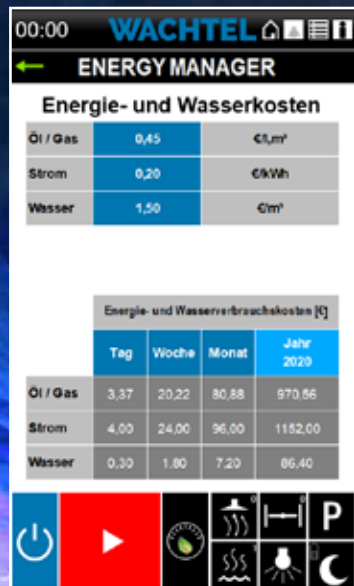 00:00 WACHTEL
ENERGY MANAGER
Energie- und Wasserkosten
Öl / Gas 0,45 €/l,m³
Strom 0,20 €/kWh
Wasser 1,50 €/m³
Energie- und Wasserverbrauchskosten [€]
Tag Woche Monat Jahr 2020
Öl / Gas 3,37 20,22 80,88 970,56
Strom 4,00 24,00 96,00 1152,00
Wasser 0,30 1,80 7,20 86,40
P